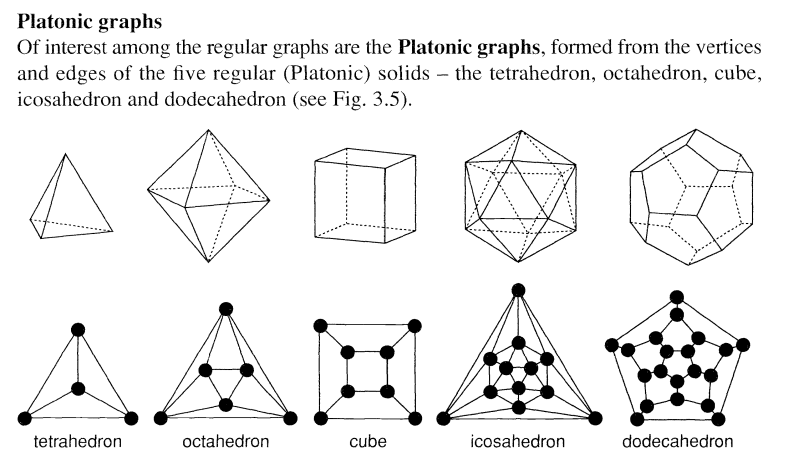 Platonic graphs
Of interest among the regular graphs are the Platonic graphs, formed from the vertices
and edges of the five regular (Platonic) solids – the tetrahedron, octahedron, cube,
icosahedron and dodecahedron (see Fig. 3.5).
tetrahedron octahedron cube icosahedron dodecahedron